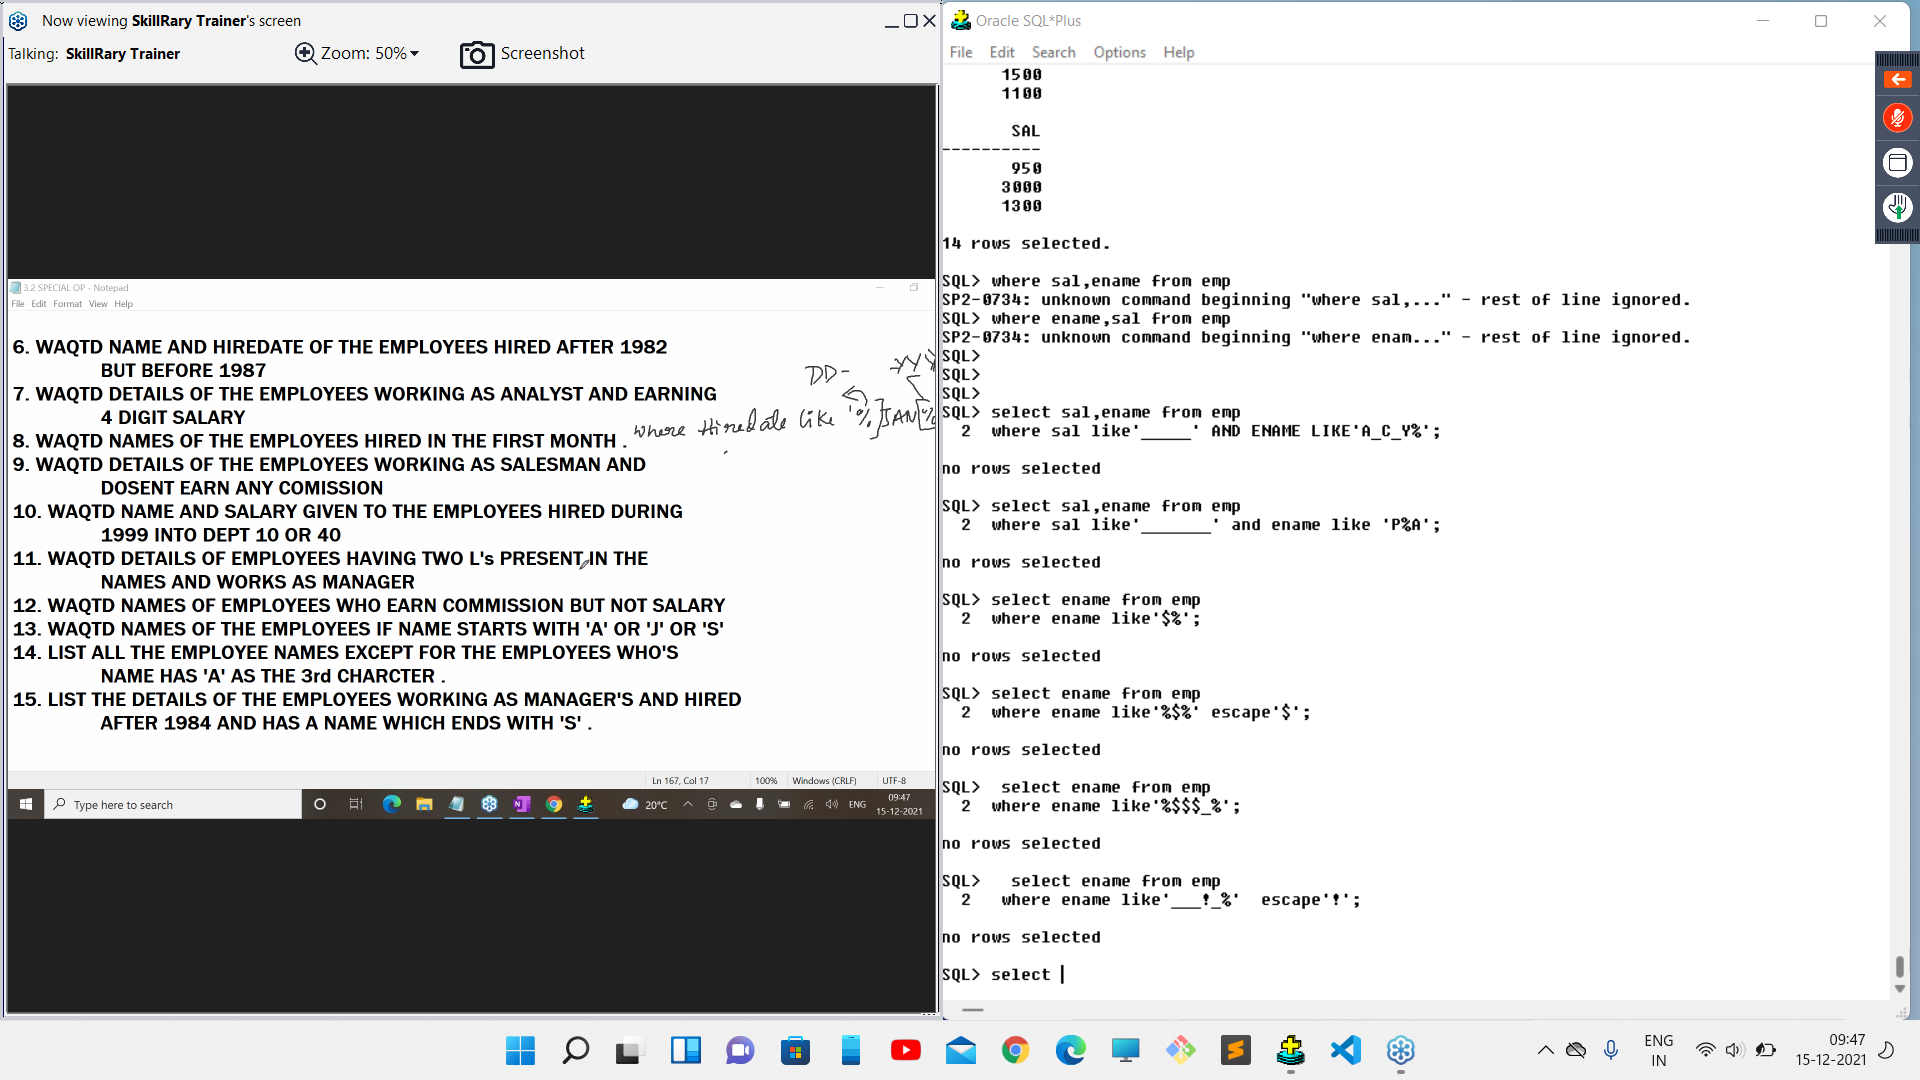 Now viewing SkillRary Trainer's screen
Talking: SkillRary Trainer
Zoom: 50%
Screenshot
3.2 SPECIAL OP - Notepad
File Edit Format View Help
6. WAQTD NAME AND HIREDATE OF THE EMPLOYEES HIRED AFTER 1982
BUT BEFORE 1987
7. WAQTD DETAILS OF THE EMPLOYEES WORKING AS ANALYST AND EARNING
4 DIGIT SALARY
8. WAQTD NAMES OF THE EMPLOYEES HIRED IN THE FIRST MONTH .
9. WAQTD DETAILS OF THE EMPLOYEES WORKING AS SALESMAN AND
DOSENT EARN ANY COMISSION
10. WAQTD NAME AND SALARY GIVEN TO THE EMPLOYEES HIRED DURING
1999 INTO DEPT 10 OR 40
11. WAQTD DETAILS OF EMPLOYEES HAVING TWO L's PRESENT IN THE
NAMES AND WORKS AS MANAGER
12. WAQTD NAMES OF EMPLOYEES WHO EARN COMMISSION BUT NOT SALARY
13. WAQTD NAMES OF THE EMPLOYEES IF NAME STARTS WITH 'A' OR 'J' OR 'S'
14. LIST ALL THE EMPLOYEE NAMES EXCEPT FOR THE EMPLOYEES WHO'S
NAME HAS 'A' AS THE 3rd CHARCTER .
15. LIST THE DETAILS OF THE EMPLOYEES WORKING AS MANAGER'S AND HIRED
AFTER 1984 AND HAS A NAME WHICH ENDS WITH 'S' .
DD-
where Hiredate like '%JAN
Ln 167, Col 17 100% Windows (CRLF) UTF-8
Type here to search
20°C
ENG
09:47
15-12-2021
Oracle SQL*Plus
File Edit Search Options Help
1500
1100
SAL
----------
950
3000
1300
14 rows selected.
SQL> where sal,ename from emp
SP2-0734: unknown command beginning "where sal,..." - rest of line ignored.
SQL> where ename,sal from emp
SP2-0734: unknown command beginning "where enam..." - rest of line ignored.
SQL>
SQL>
SQL>
SQL> select sal,ename from emp
2 where sal like'_____' AND ENAME LIKE'A_C_Y%';
no rows selected
SQL> select sal,ename from emp
2 where sal like'_______' and ename like 'P%A';
no rows selected
SQL> select ename from emp
2 where ename like'$%';
no rows selected
SQL> select ename from emp
2 where ename like'%$%' escape'$';
no rows selected
SQL> select ename from emp
2 where ename like'%$$$_%';
no rows selected
SQL> select ename from emp
2 where ename like'___!_%' escape'!';
no rows selected
SQL> select
ENG
IN
09:47
15-12-2021